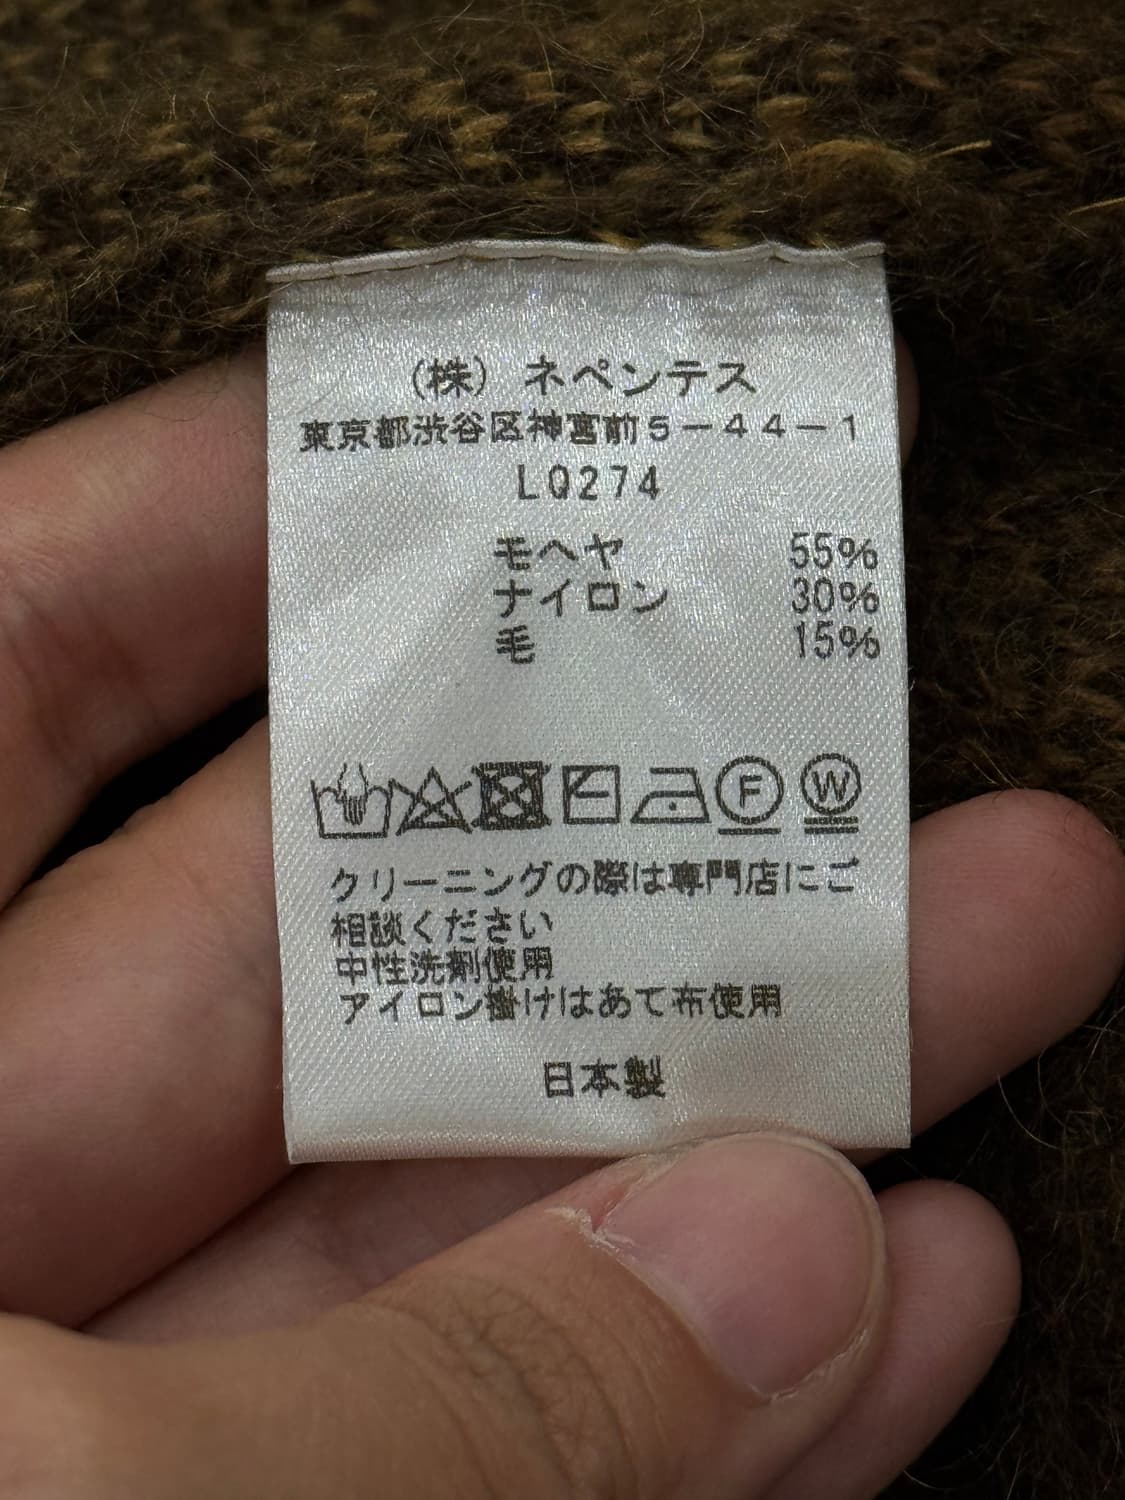 (株) ネペンテス
東京都渋谷区神宮前5-44-1
LQ274
モヘヤ 55%
ナイロン 30%
毛 15%
F W
クリーニングの際は専門店にご
相談ください
中性洗剤使用
アイロン掛けはあて布使用
日本製